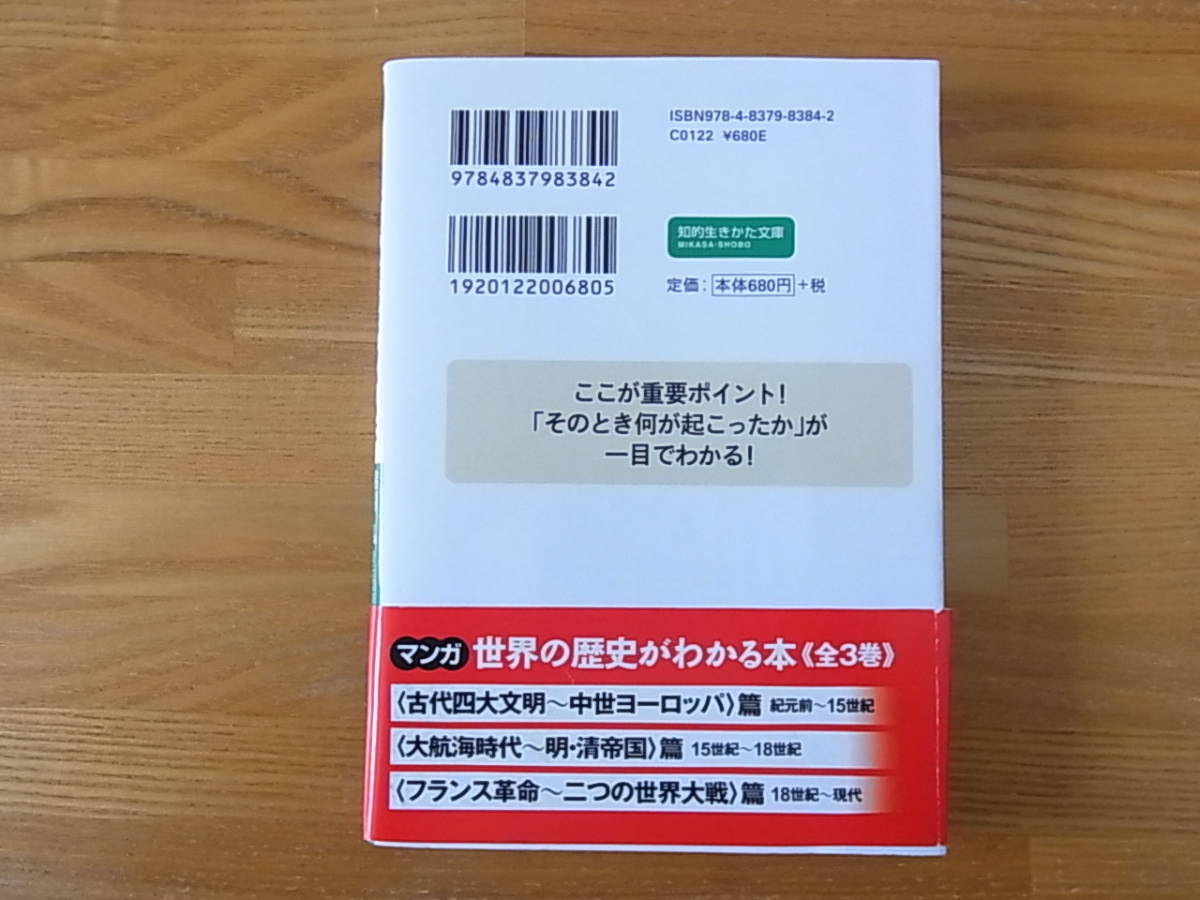 ISBN978-4-8379-8384-2
C0122 ¥680E
9784837983842
知的生きかた文庫
MIKASA-SHOBO
1920122006805
定価：本体680円+税
ここが重要ポイント！
「そのとき何が起こったか」が
一目でわかる！
マンガ 世界の歴史がわかる本《全3巻》
〈古代四大文明〜中世ヨーロッパ〉篇 紀元前〜15世紀
〈大航海時代〜明・清帝国〉篇 15世紀〜18世紀
〈フランス革命〜二つの世界大戦〉篇 18世紀〜現代